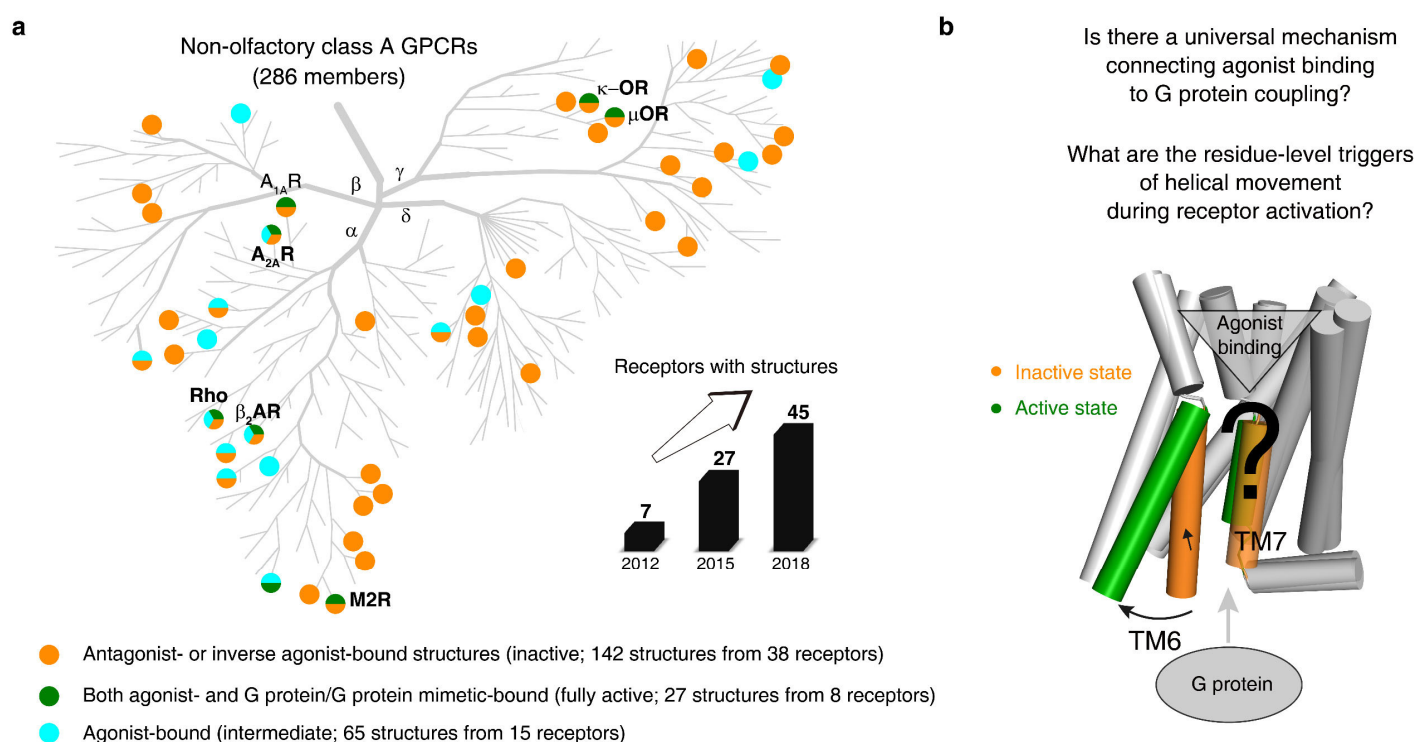 a
Non-olfactory class A GPCRs
(286 members)
κ–OR
μOR
A1AR
β
γ
δ
α
A2AR
Rho
β2AR
M2R
Receptors with structures
7
27
45
2012
2015
2018
Antagonist- or inverse agonist-bound structures (inactive; 142 structures from 38 receptors)
Both agonist- and G protein/G protein mimetic-bound (fully active; 27 structures from 8 receptors)
Agonist-bound (intermediate; 65 structures from 15 receptors)
b
Is there a universal mechanism
connecting agonist binding
to G protein coupling?
What are the residue-level triggers
of helical movement
during receptor activation?
Agonist
binding
Inactive state
Active state
?
TM7
TM6
G protein